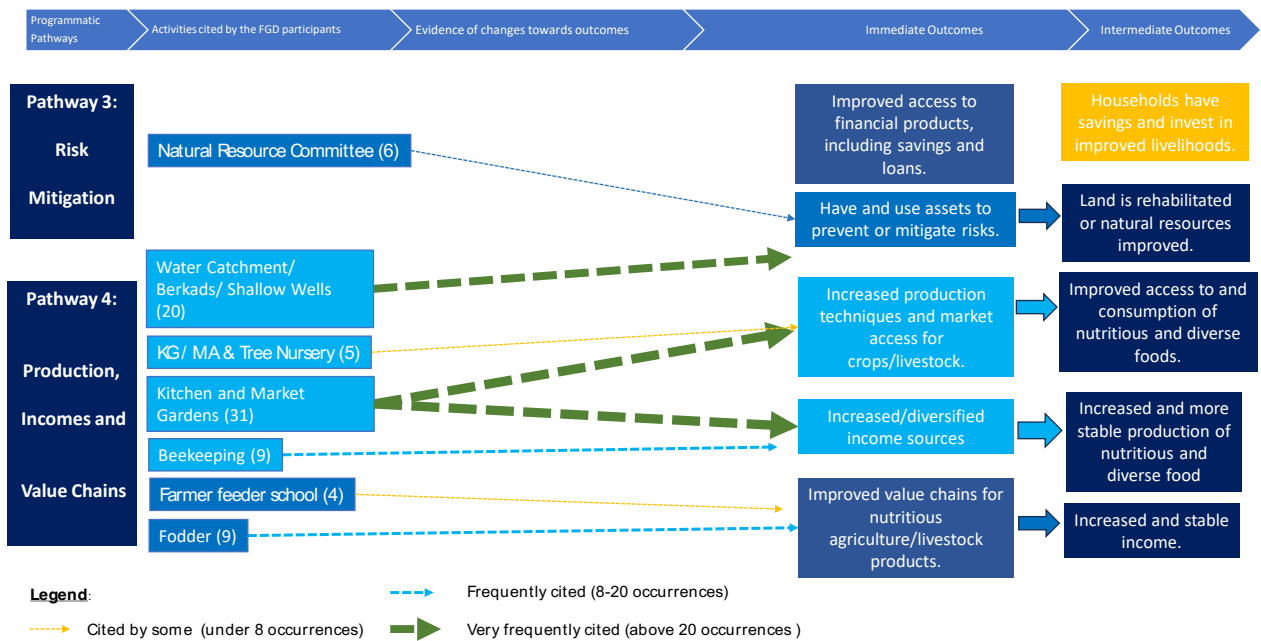 Programmatic
Pathways
Activities cited by the FGD participants
Evidence of changes towards outcomes
Immediate Outcomes
Intermediate Outcomes
Pathway 3:
Risk
Mitigation
Natural Resource Committee (6)
Improved access to
financial products,
including savings and
loans.
Households have
savings and invest in
improved livelihoods.
Have and use assets to
prevent or mitigate risks.
Land is rehabilitated
or natural resources
improved.
Pathway 4:
Production,
Incomes and
Value Chains
Water Catchment/
Berkads/ Shallow Wells
(20)
KG/ MA & Tree Nursery (5)
Kitchen and Market
Gardens (31)
Beekeeping (9)
Farmer feeder school (4)
Fodder (9)
Increased production
techniques and market
access for
crops/livestock.
Improved access to and
consumption of
nutritious and diverse
foods.
Increased/diversified
income sources
Increased and more
stable production of
nutritious and
diverse food
Improved value chains for
nutritious
agriculture/livestock
products.
Increased and stable
income.
Legend:
Frequently cited (8-20 occurrences)
Cited by some (under 8 occurrences)
Very frequently cited (above 20 occurrences )